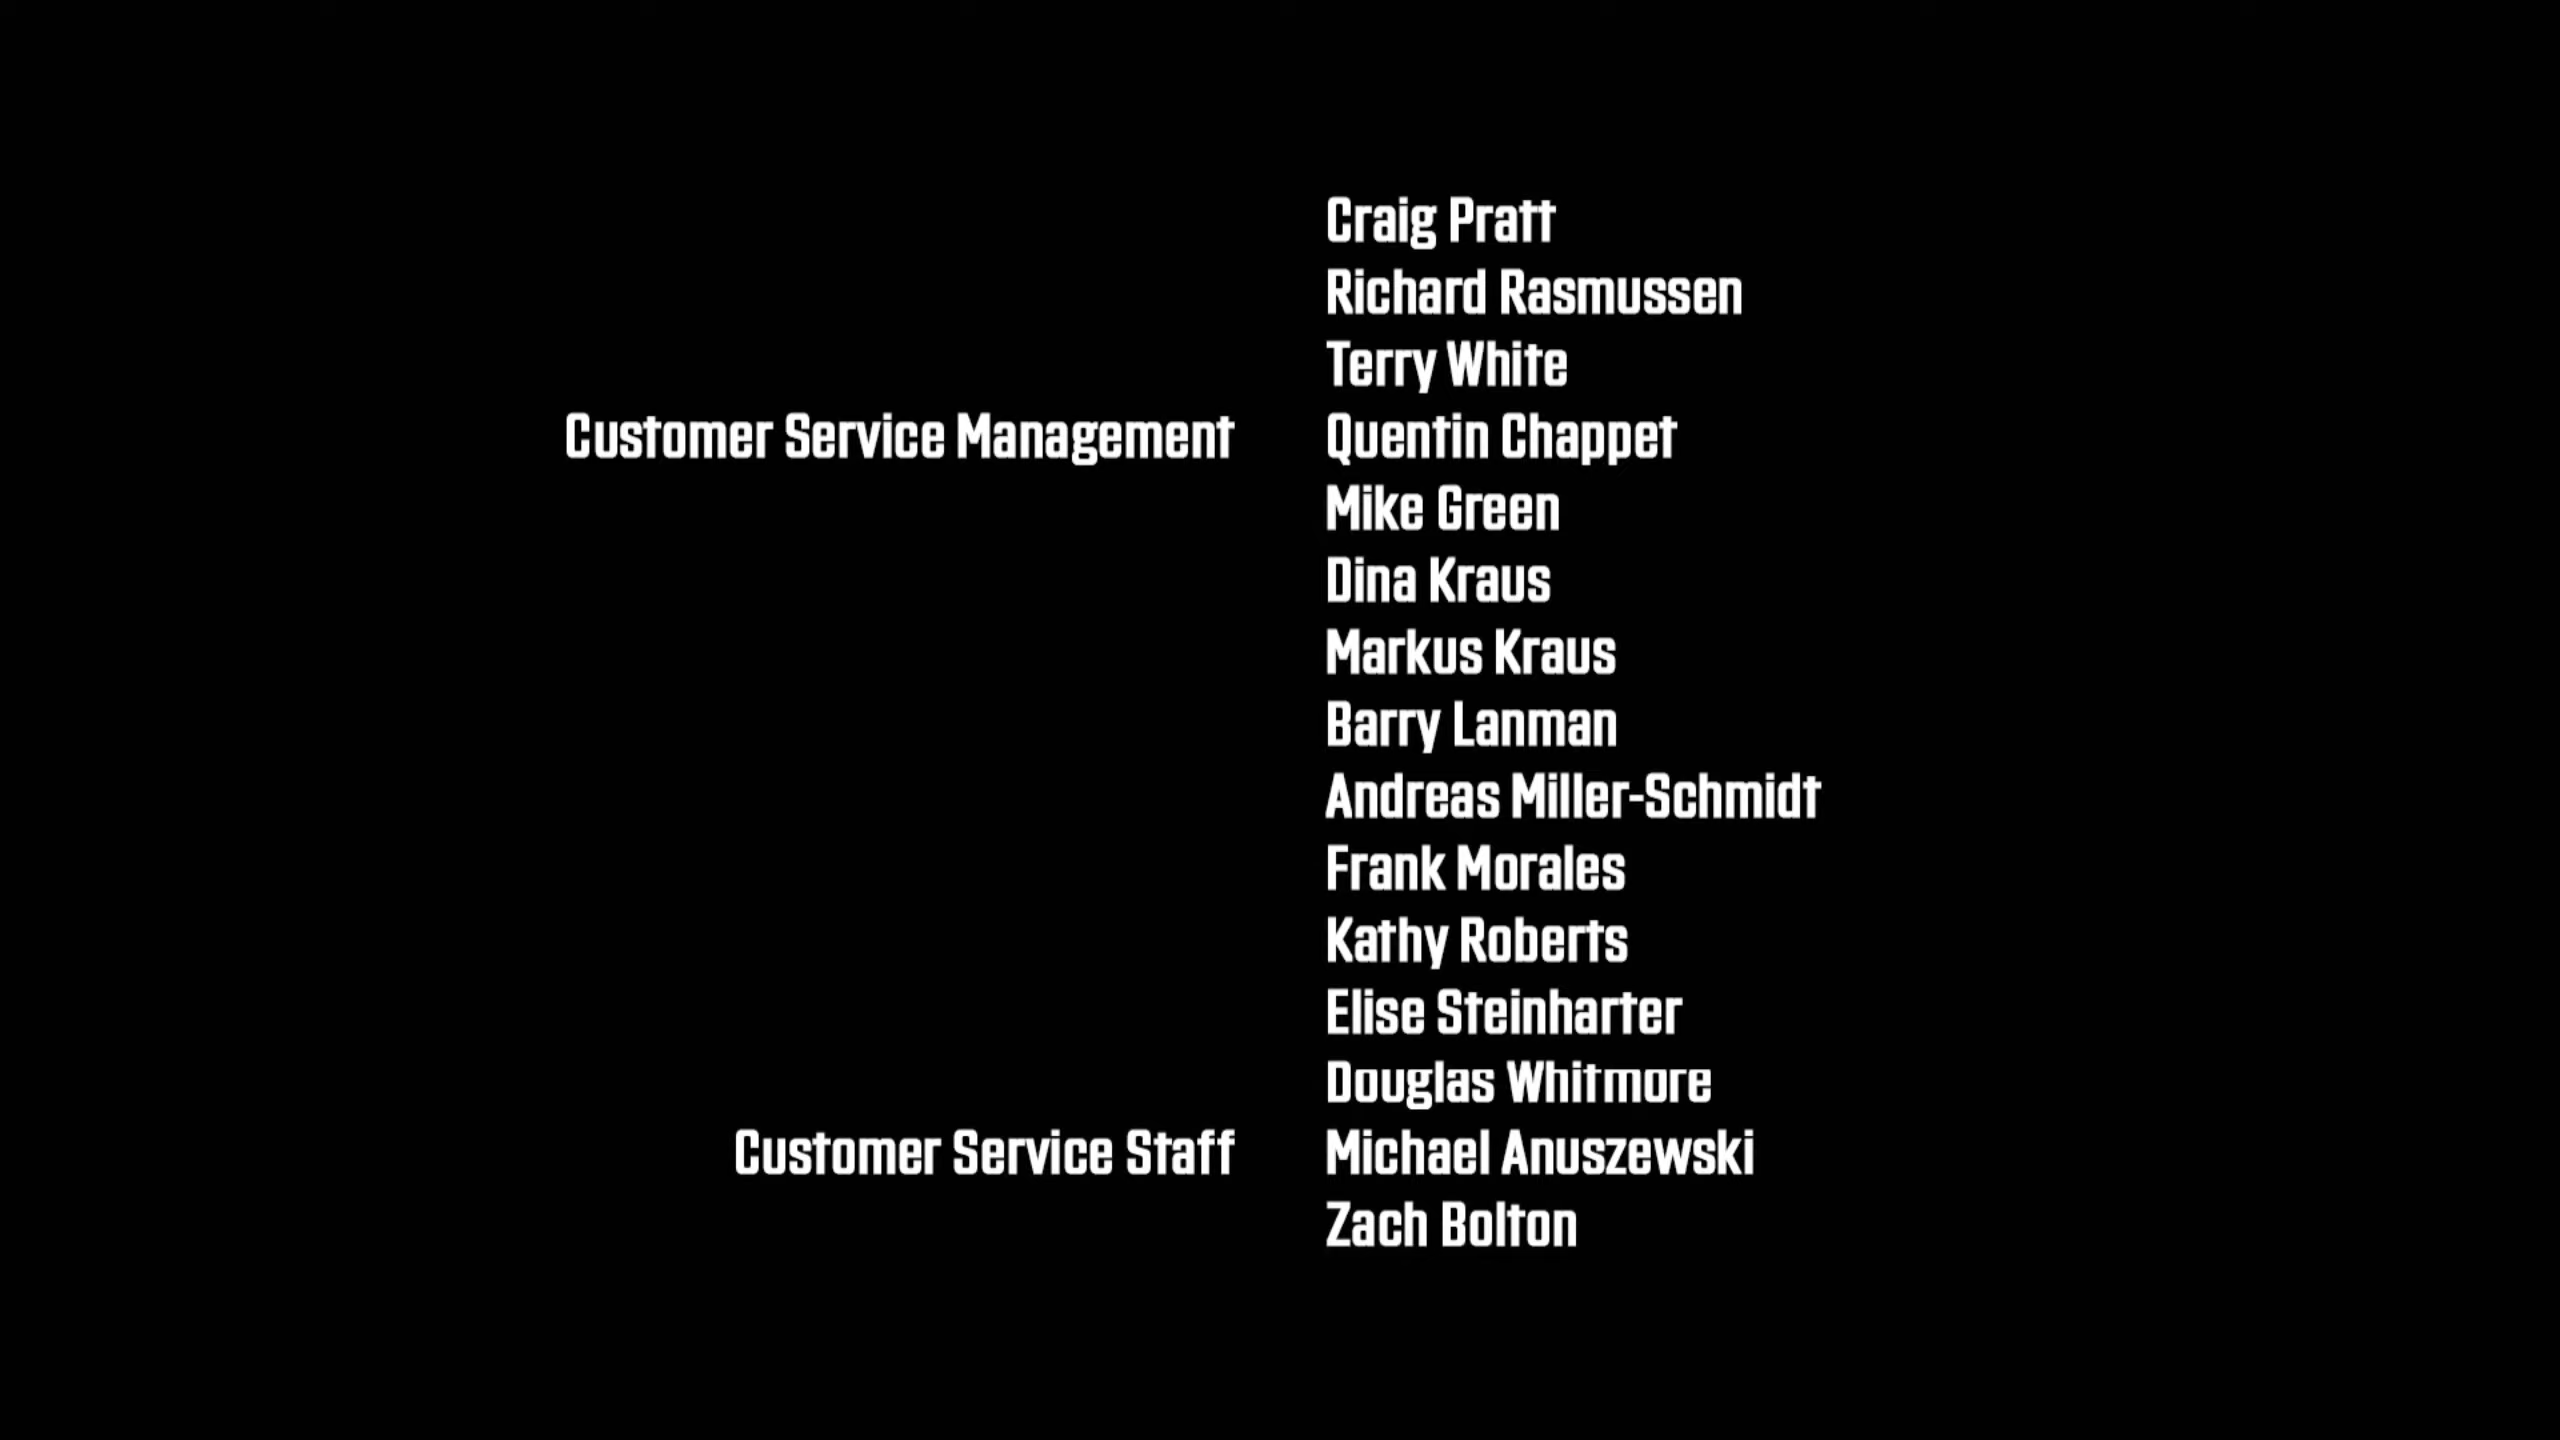 Craig Pratt
Richard Rasmussen
Terry White
Customer Service Management Quentin Chappet
Mike Green
Dina Kraus
Markus Kraus
Barry Lanman
Andreas Miller-Schmidt
Frank Morales
Kathy Roberts
Elise Steinharter
Douglas Whitmore
Customer Service Staff Michael Anuszewski
Zach Bolton